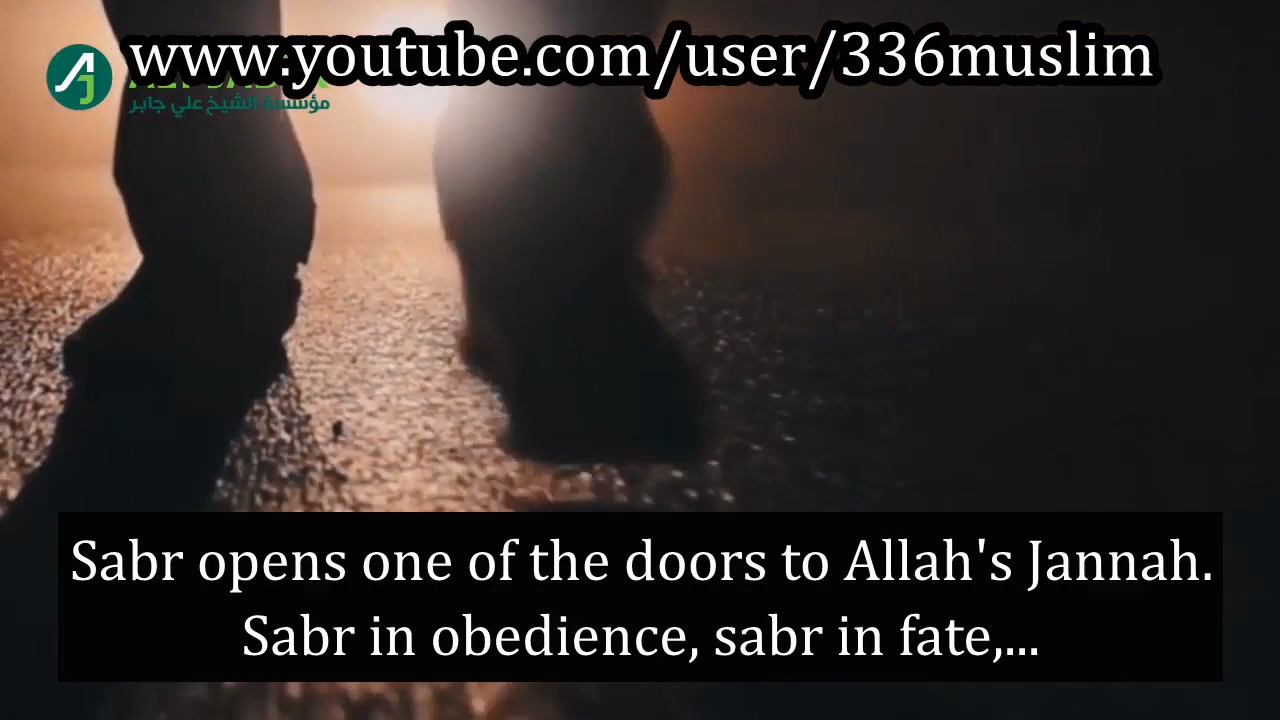 www.youtube.com/user/336muslim
مؤسسة الشيخ علي جابر
Sabr opens one of the doors to Allah's Jannah.
Sabr in obedience, sabr in fate,...